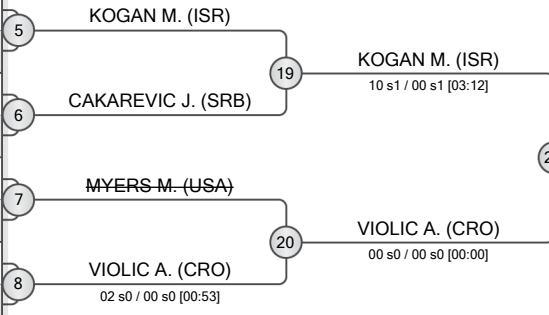 KOGAN M. (ISR)
5
19
KOGAN M. (ISR)
10 s1 / 00 s1 [03:12]
CAKAREVIC J. (SRB)
6
MYERS M. (USA)
7
20
VIOLIC A. (CRO)
00 s0 / 00 s0 [00:00]
VIOLIC A. (CRO)
8
02 s0 / 00 s0 [00:53]